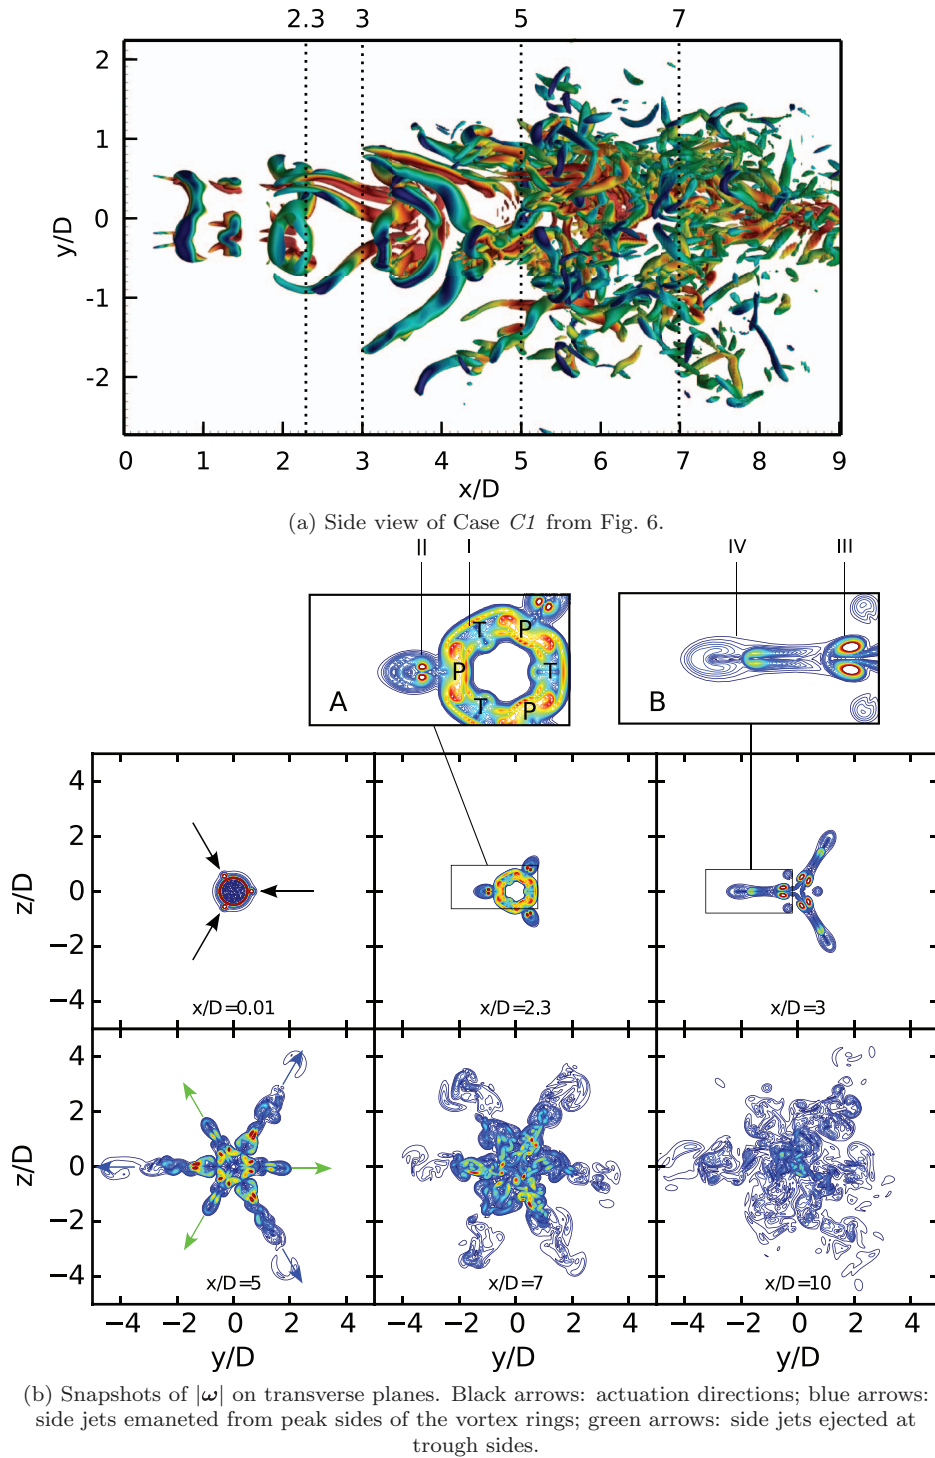 2.3 3 5 7
2
1
0
-1
-2
y/D
0 1 2 3 4 5 6 7 8 9
x/D
(a) Side view of Case C1 from Fig. 6.
II I IV III
T P
P T
T P
A B
4
2
0
−2
−4
z/D
x/D=0.01 x/D=2.3 x/D=3
4
2
0
−2
−4
z/D
x/D=5 x/D=7 x/D=10
−4 −2 0 2 4 −4 −2 0 2 4 −4 −2 0 2 4
y/D y/D y/D
(b) Snapshots of |ω| on transverse planes. Black arrows: actuation directions; blue arrows:
side jets emaneted from peak sides of the vortex rings; green arrows: side jets ejected at
trough sides.